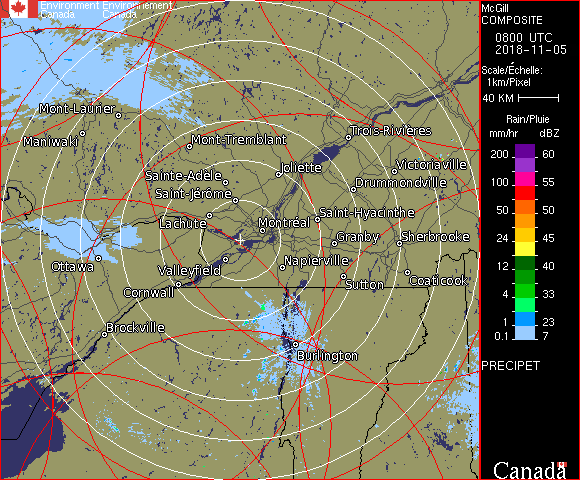 Environment Environnement
Canada Canada
McGill
COMPOSITE
0800 UTC
2018-11-05
Scale/Échelle:
1km/Pixel
40 KM
Rain/Pluie
mm/hr dBZ
200 60
100 55
50 50
24 45
12 40
4 33
1 23
0.1 7
PRECIPET
Canada
Mont-Laurier
Maniwaki
Mont-Tremblant
Trois-Rivières
Joliette
Victoriaville
Sainte-Adèle
Drummondville
Saint-Jérôme
Saint-Hyacinthe
Lachute
Montréal
Granby
Sherbrooke
Ottawa
Valleyfield
Napierville
Sutton
Coaticook
Cornwall
Brockville
Burlington